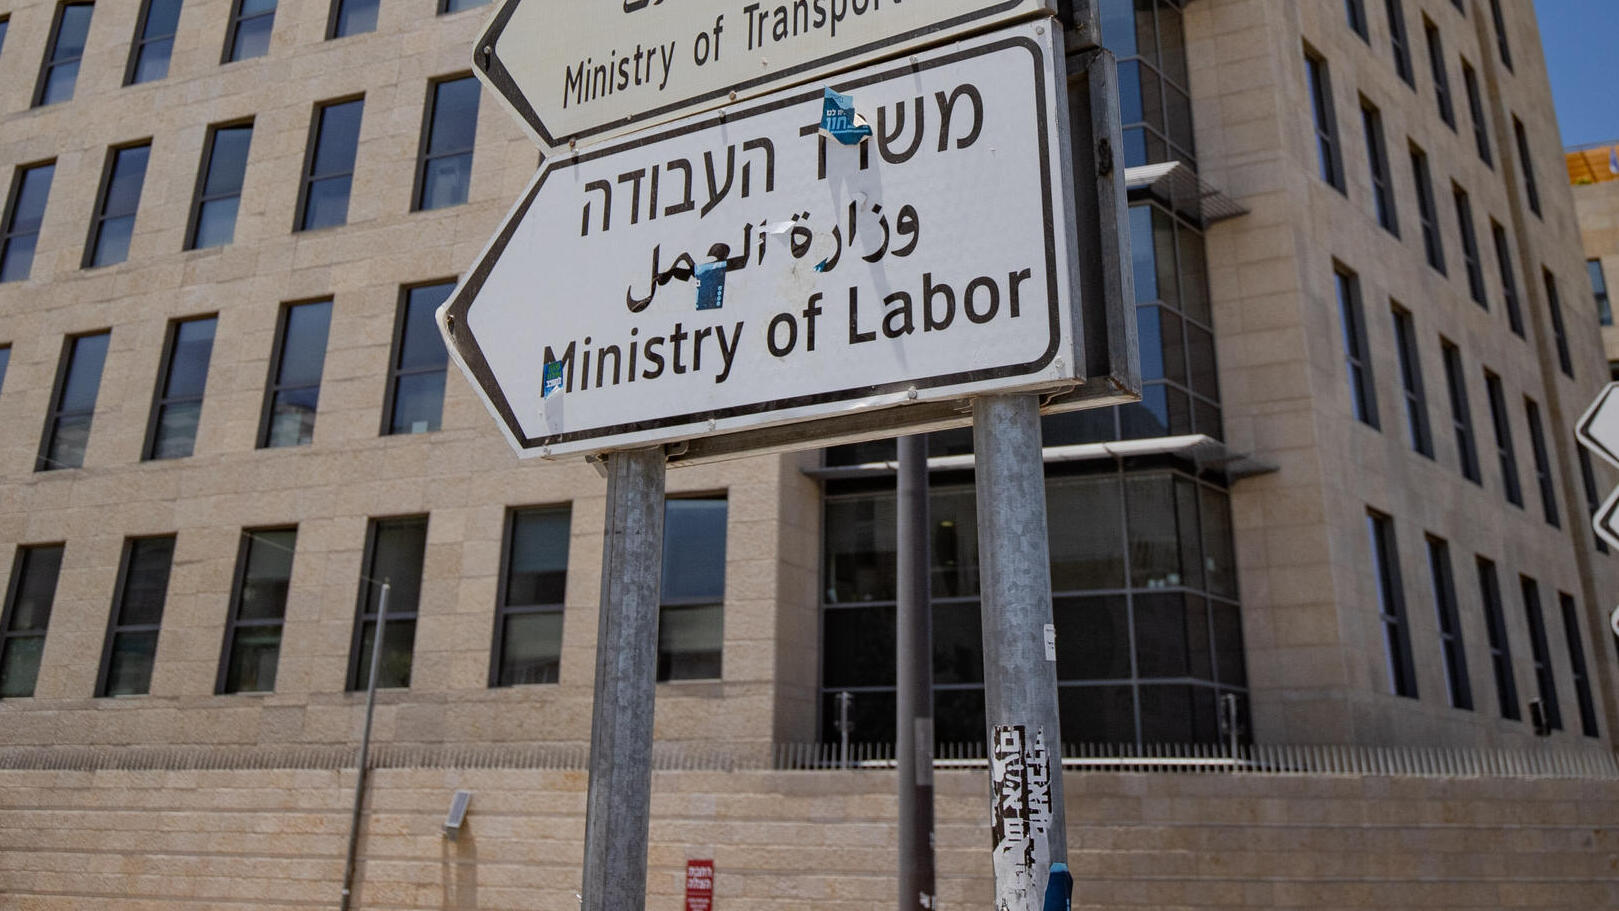 Ministry of Transport
משרד העבודה
وزارة العمل
Ministry of Labor